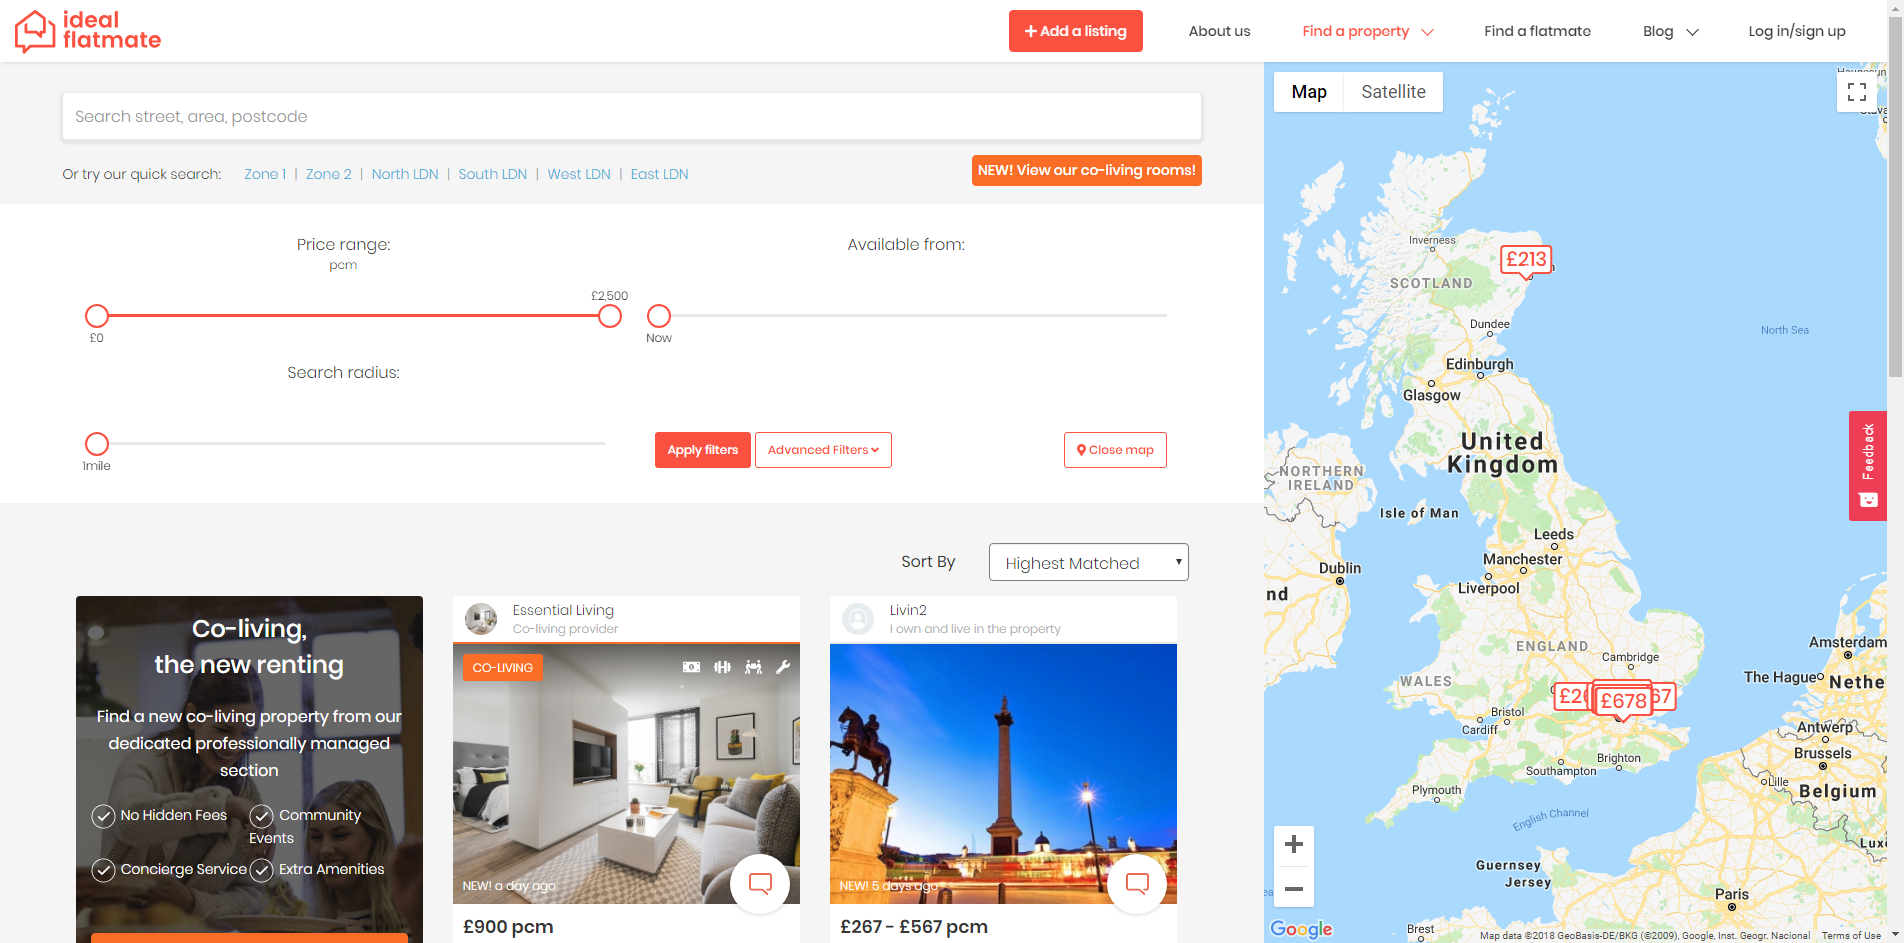 ideal
flatmate
Add a listing
About us
Find a property
Find a flatmate
Blog
Log in/sign up
Search street, area, postcode
Or try our quick search: Zone 1 | Zone 2 | North LDN | South LDN | West LDN | East LDN
NEW! View our co-living rooms!
Price range:
pcm
£2,500
£0
Available from:
Now
Search radius:
1mile
Apply filters
Advanced Filters
Close map
Sort By
Highest Matched
Co-living,
the new renting
Find a new co-living property from our
dedicated professionally managed
section
No Hidden Fees
Community
Events
Concierge Service
Extra Amenities
Essential Living
Co-living provider
CO-LIVING
NEW! a day ago
£900 pcm
Livin2
I own and live in the property
NEW! 5 days ago
£267 - £567 pcm
Map
Satellite
Inverness
£213
SCOTLAND
Dundee
North Sea
Edinburgh
Glasgow
United
Kingdom
NORTHERN
IRELAND
Isle of Man
Leeds
Manchester
Dublin
Liverpool
nd
Amsterdam
ENGLAND
Cambridge
WALES
The Hague
Nethe
£678
67
Bristol
Cardiff
Antwerp
Brussels
Brighton
Southampton
Lille
Plymouth
Belgium
English Channel
Guernsey
Jersey
Paris
Brest
Feedback
Google
Map data ©2018 GeoBasis-DE/BKG (©2009), Google, Inst. Geogr. Nacional
Terms of Use